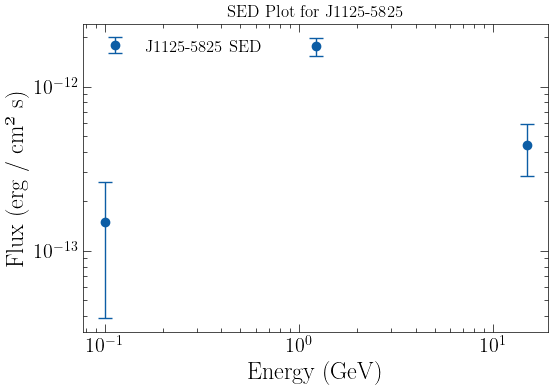 SED Plot for J1125-5825
J1125-5825 SED
10⁻¹²
10⁻¹³
Flux (erg / cm² s)
10⁻¹ 10⁰ 10¹
Energy (GeV)